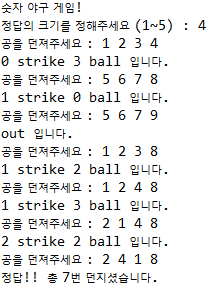 숫자 야구 게임!
정답의 크기를 정해주세요 (1~5) : 4
공을 던져주세요 : 1 2 3 4
0 strike 3 ball 입니다.
공을 던져주세요 : 5 6 7 8
1 strike 0 ball 입니다.
공을 던져주세요 : 5 6 7 9
out 입니다.
공을 던져주세요 : 1 2 3 8
1 strike 2 ball 입니다.
공을 던져주세요 : 1 2 4 8
1 strike 3 ball 입니다.
공을 던져주세요 : 2 1 4 8
2 strike 2 ball 입니다.
공을 던져주세요 : 2 4 1 8
정답!! 총 7번 던지셨습니다.